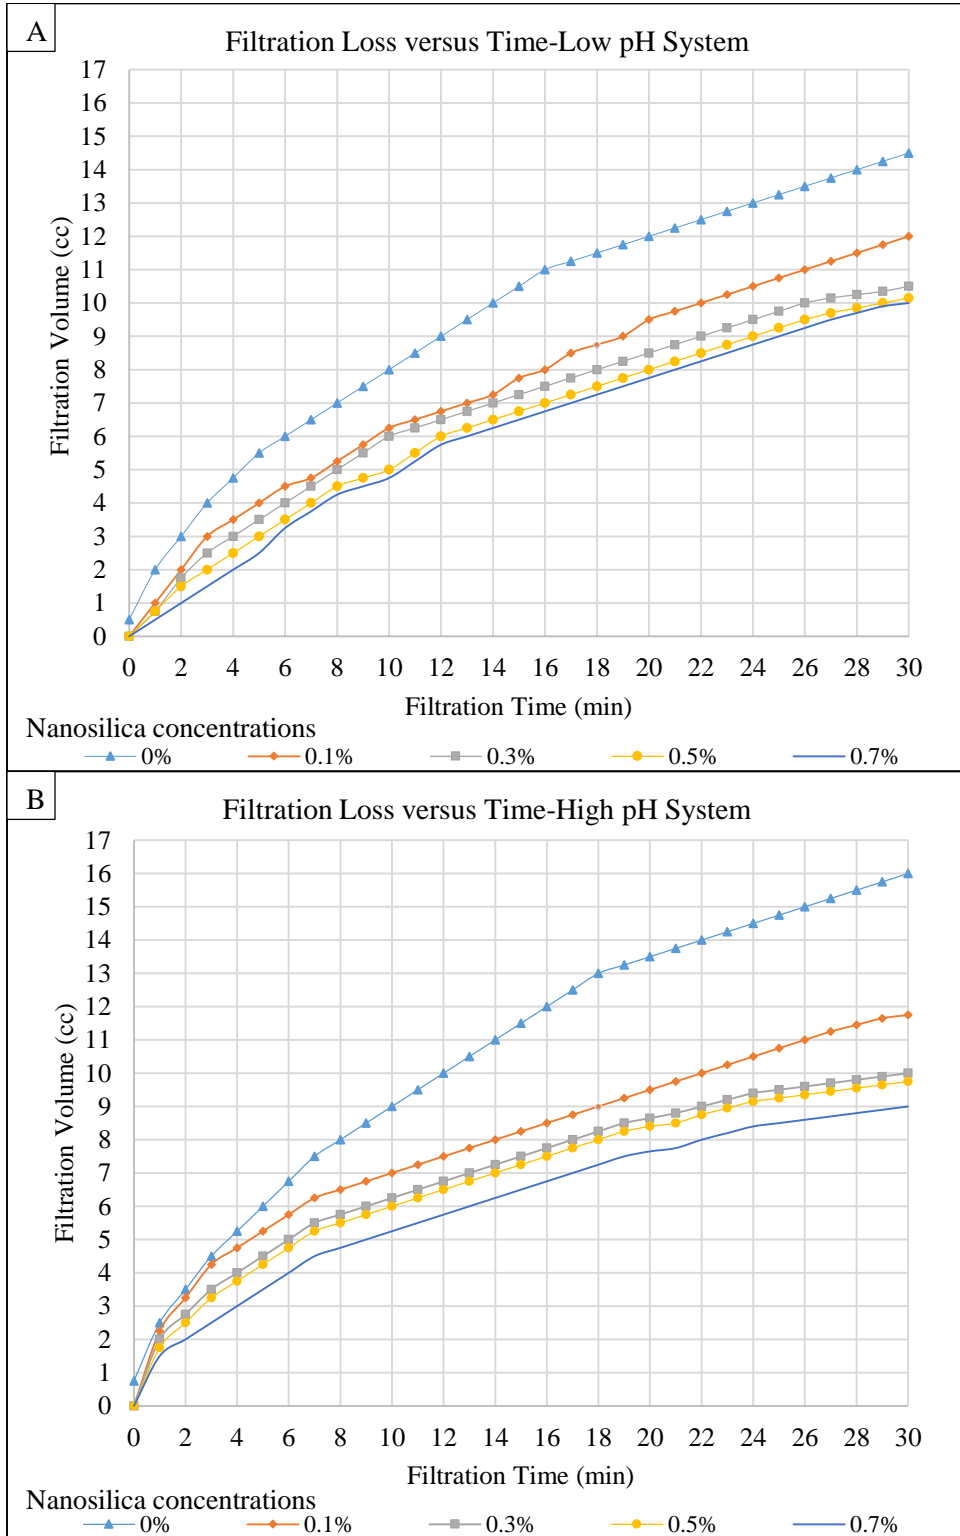 A
Filtration Loss versus Time-Low pH System
17
16
15
14
13
12
11
10
9
8
7
6
5
4
3
2
1
0
Filtration Volume (cc)
0 2 4 6 8 10 12 14 16 18 20 22 24 26 28 30
Filtration Time (min)
Nanosilica concentrations
0% 0.1% 0.3% 0.5% 0.7%
B
Filtration Loss versus Time-High pH System
17
16
15
14
13
12
11
10
9
8
7
6
5
4
3
2
1
0
Filtration Volume (cc)
0 2 4 6 8 10 12 14 16 18 20 22 24 26 28 30
Filtration Time (min)
Nanosilica concentrations
0% 0.1% 0.3% 0.5% 0.7%